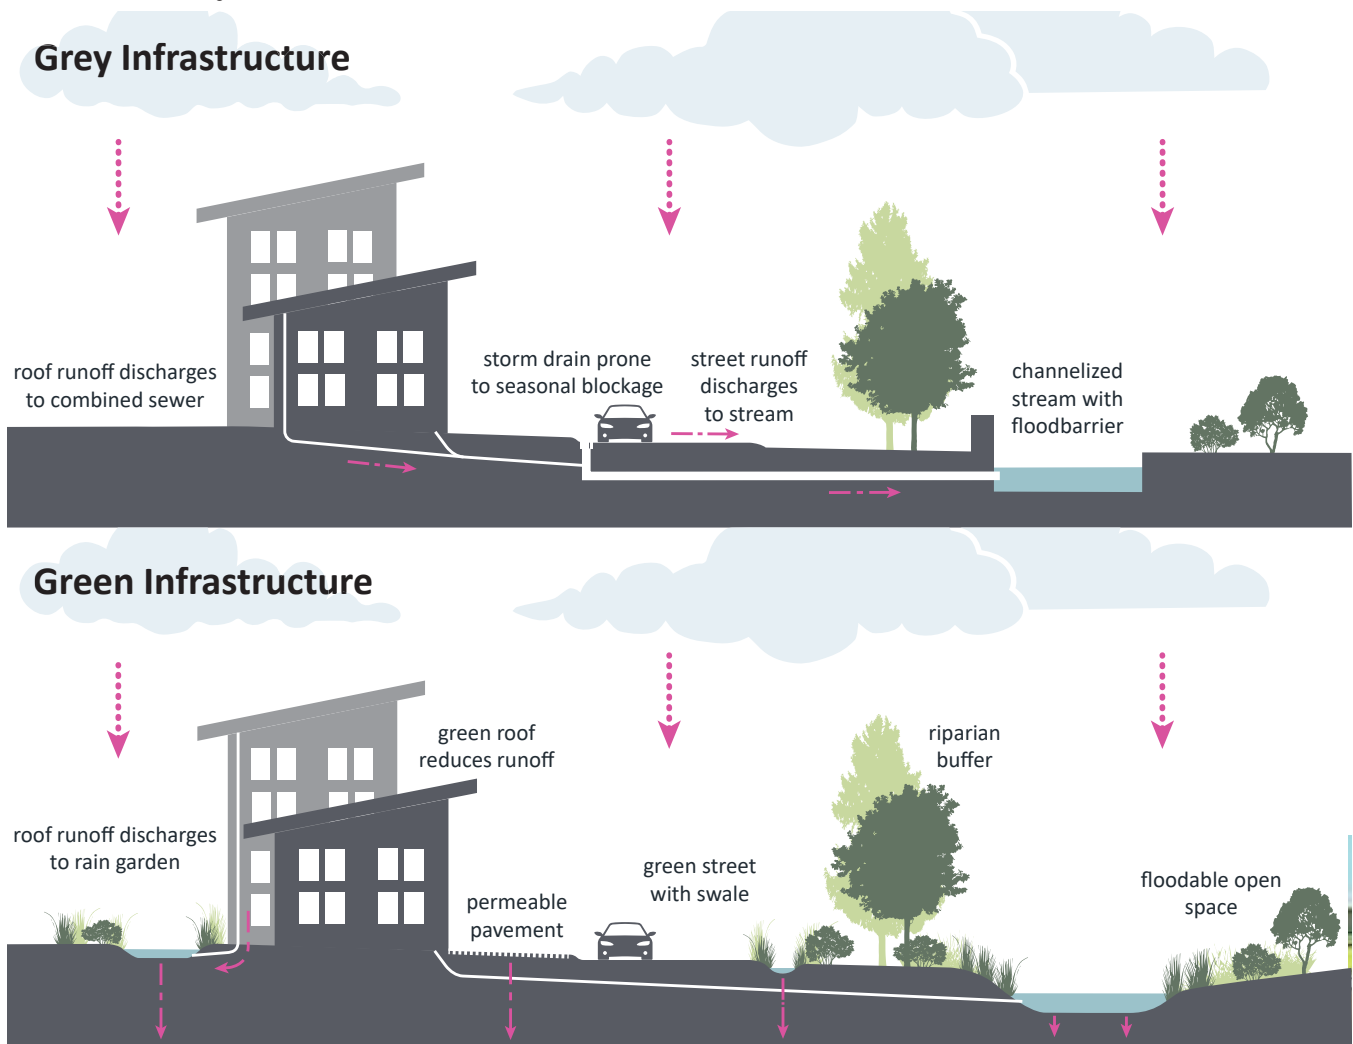 Grey Infrastructure
roof runoff discharges
to combined sewer
storm drain prone
to seasonal blockage
street runoff
discharges
to stream
channelized
stream with
floodbarrier
Green Infrastructure
green roof
reduces runoff
riparian
buffer
roof runoff discharges
to rain garden
permeable
pavement
green street
with swale
floodable open
space